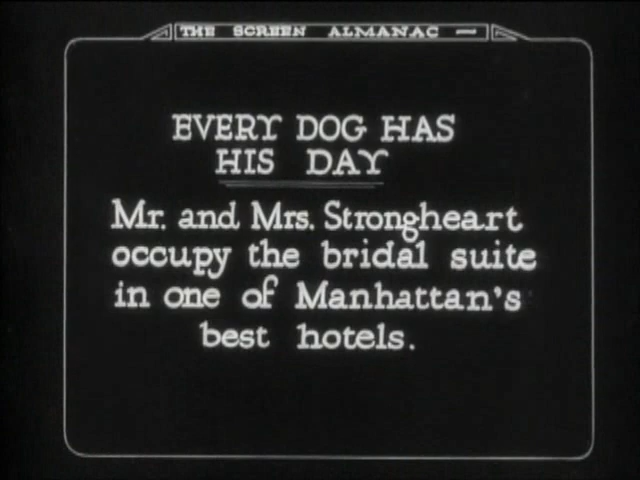 THE SCREEN ALMANAC —
EVERY DOG HAS
HIS DAY
Mr. and Mrs. Strongheart
occupy the bridal suite
in one of Manhattan's
best hotels.